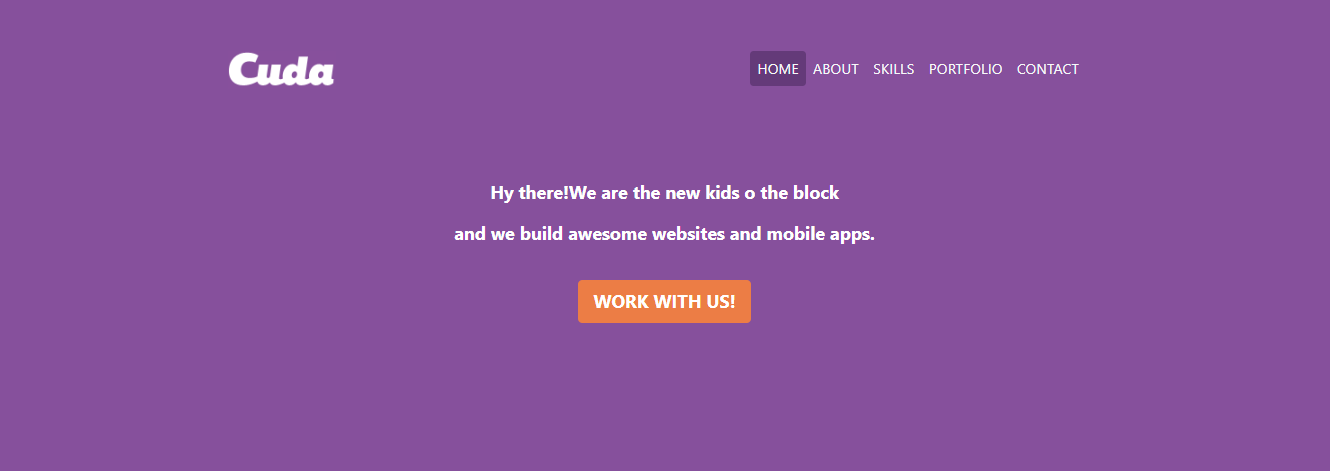 Cuda
HOME ABOUT SKILLS PORTFOLIO CONTACT
Hy there!We are the new kids o the block
and we build awesome websites and mobile apps.
WORK WITH US!